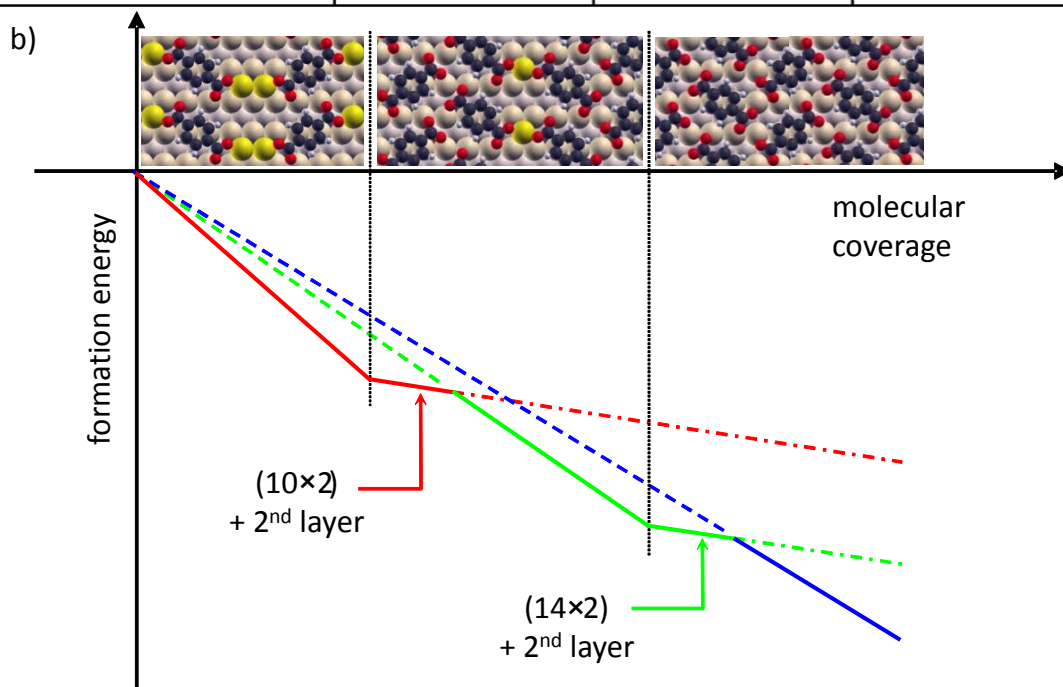 b)
molecular
coverage
formation energy
(10×2)
+ 2nd layer
(14×2)
+ 2nd layer